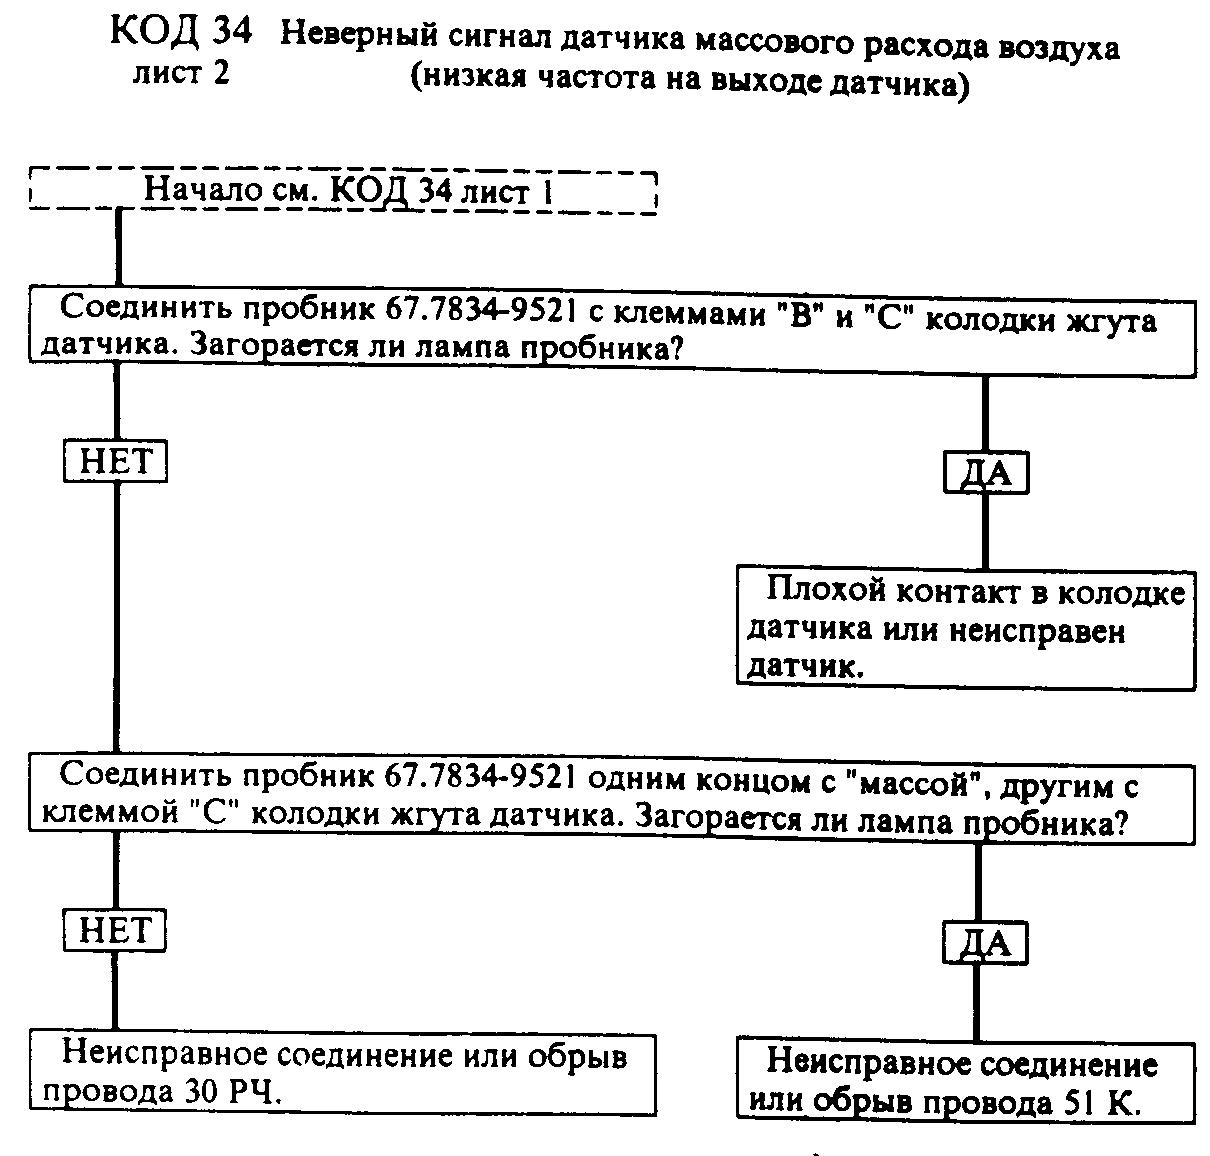 КОД 34 Неверный сигнал датчика массового расхода воздуха
лист 2 (низкая частота на выходе датчика)
Начало см. КОД 34 лист 1
Соединить пробник 67.7834-9521 с клеммами "В" и "С" колодки жгута
датчика. Загорается ли лампа пробника?
НЕТ
ДА
Плохой контакт в колодке
датчика или неисправен
датчик.
Соединить пробник 67.7834-9521 одним концом с "массой", другим с
клеммой "С" колодки жгута датчика. Загорается ли лампа пробника?
НЕТ
ДА
Неисправное соединение или обрыв
провода 30 РЧ.
Неисправное соединение
или обрыв провода 51 К.